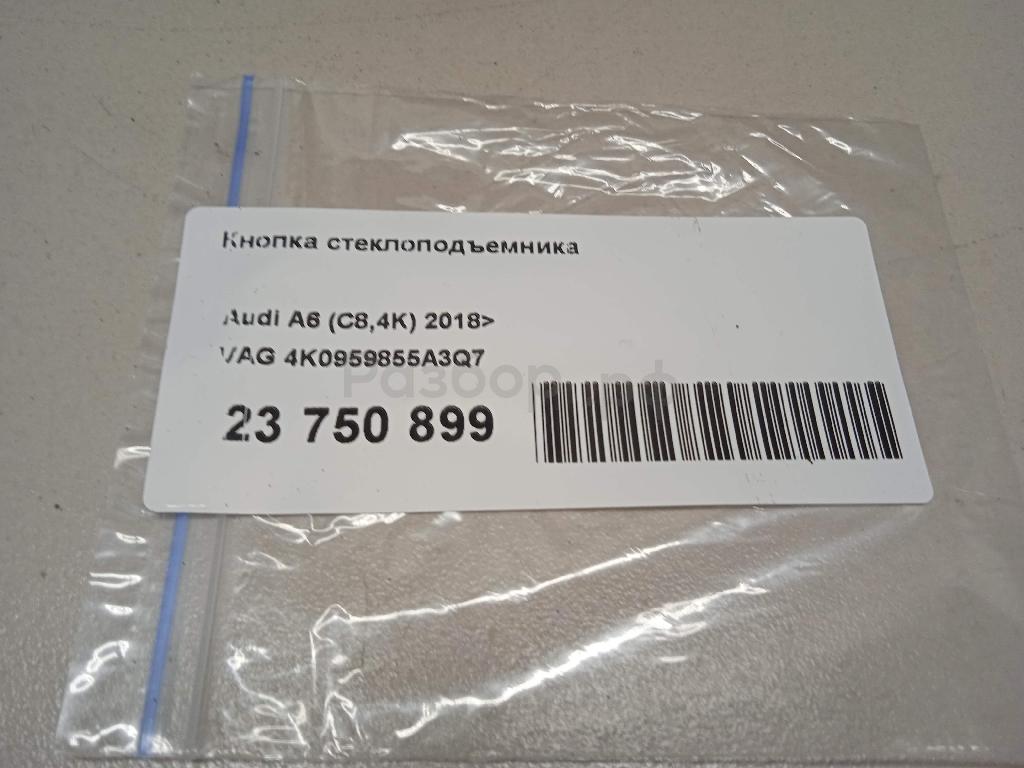 Кнопка стеклоподъемника
Audi A6 (C8,4K) 2018>
VAG 4K0959855A3Q7
Разбор.рф
23 750 899